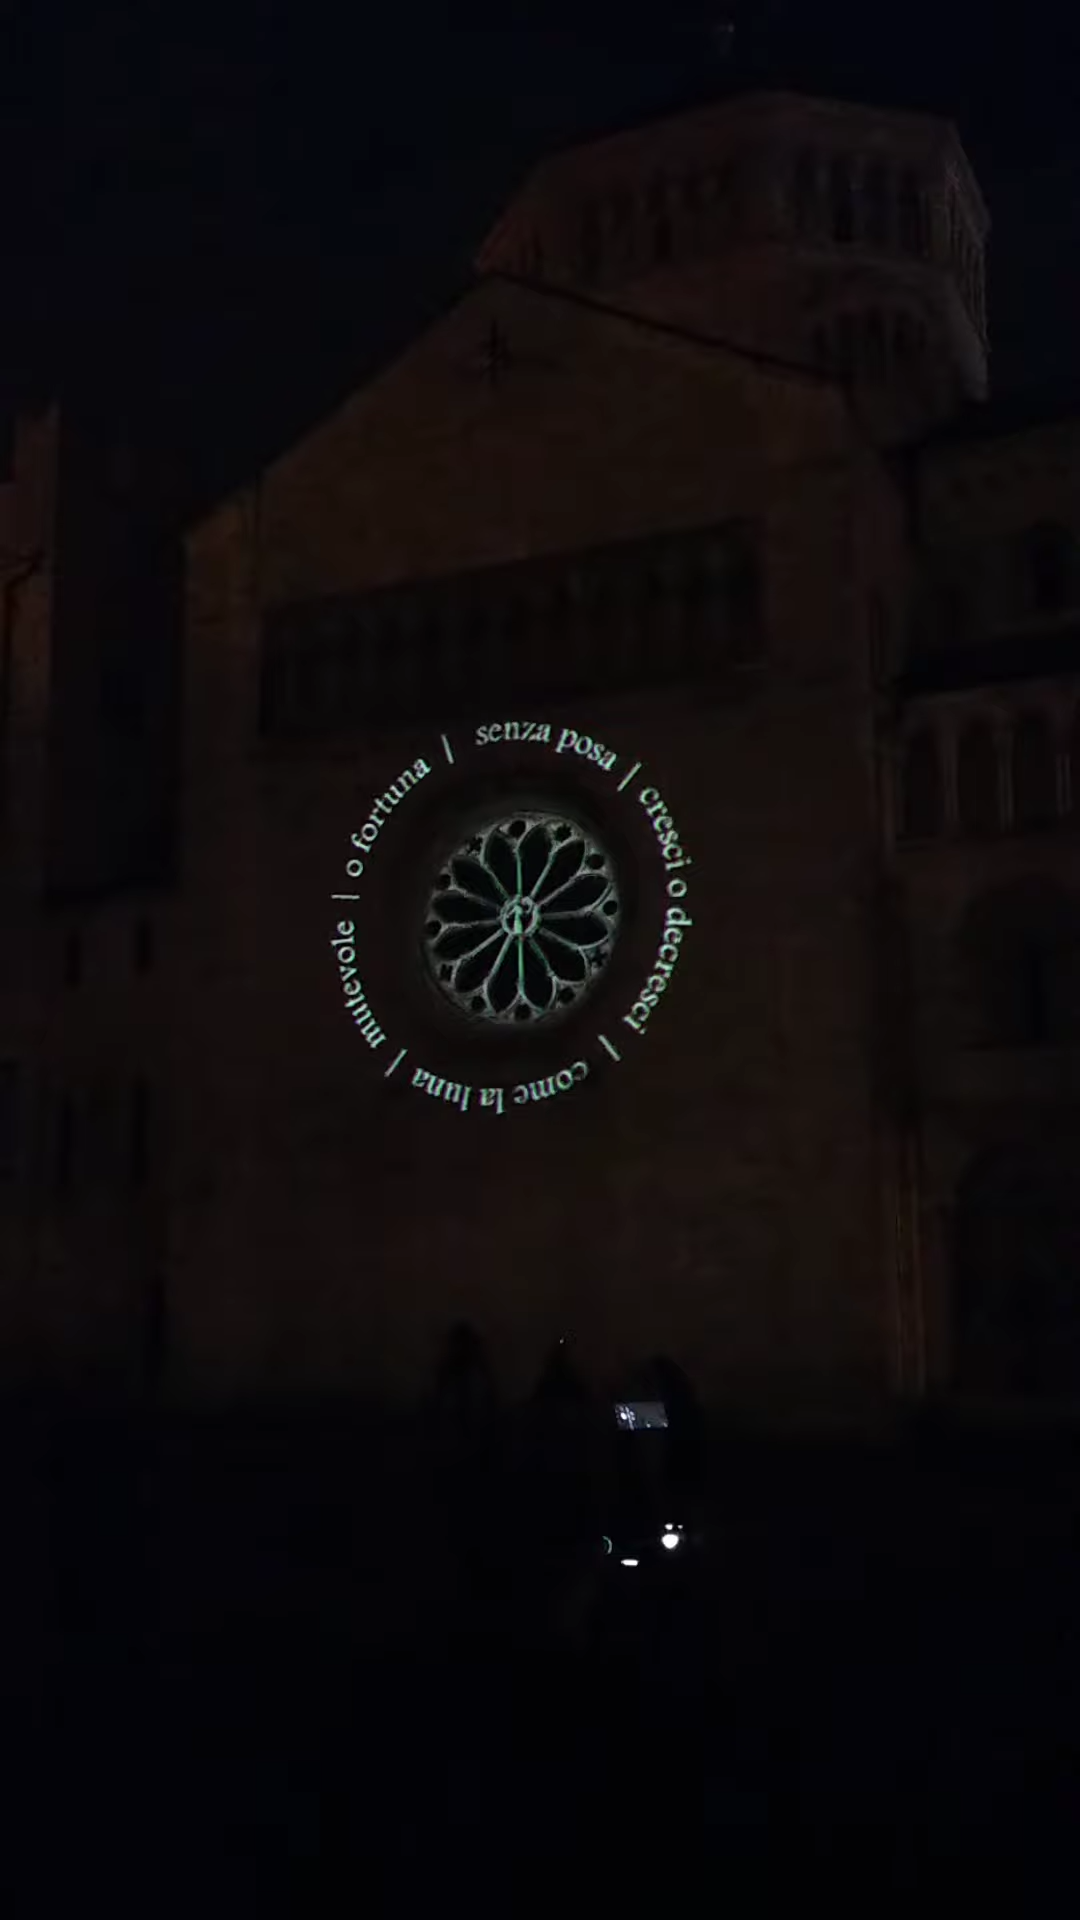 o fortuna | senza posa | cresci o decresci | come la luna | mutevole |